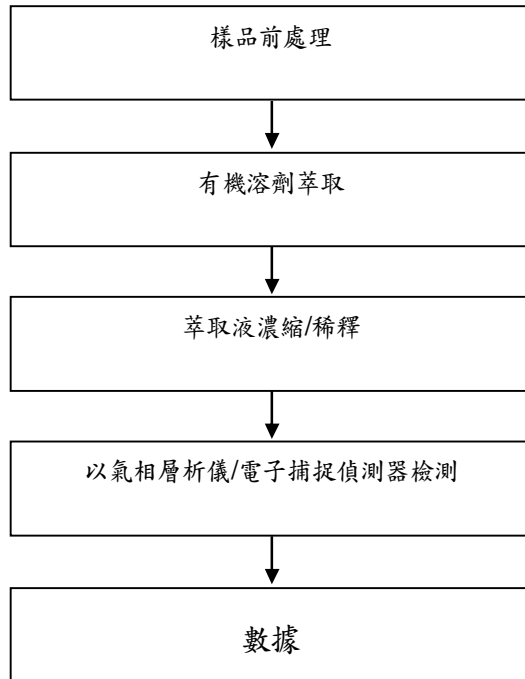 樣品前處理
有機溶劑萃取
萃取液濃縮/稀釋
以氣相層析儀/電子捕捉偵測器檢測
數據